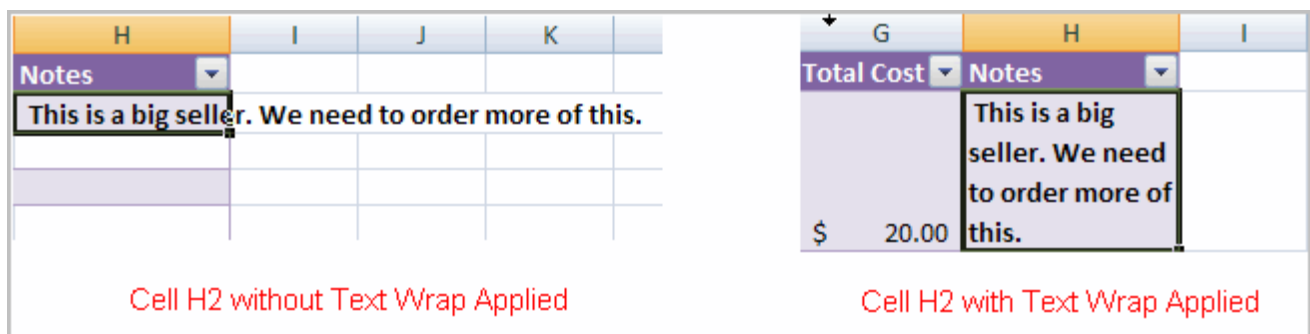 H I J K
Notes
This is a big seller. We need to order more of this.
Cell H2 without Text Wrap Applied
G H I
Total Cost Notes
This is a big
seller. We need
to order more of
$ 20.00 this.
Cell H2 with Text Wrap Applied